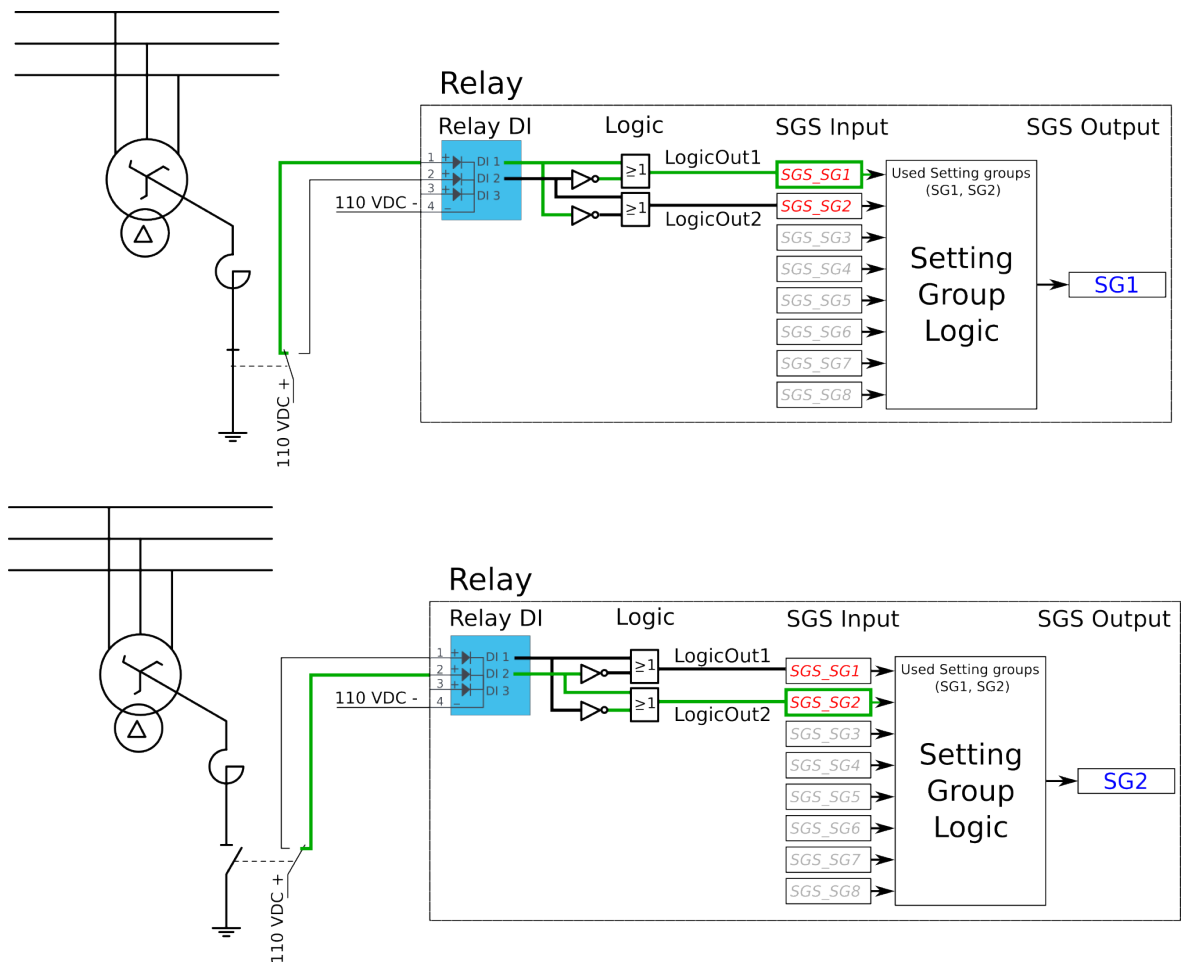 Relay
Relay DI
Logic
SGS Input
SGS Output
1 + DI 1
2 + DI 2
3 + DI 3
4 -
110 VDC -
≥1
≥1
LogicOut1
LogicOut2
SGS_SG1
SGS_SG2
SGS_SG3
SGS_SG4
SGS_SG5
SGS_SG6
SGS_SG7
SGS_SG8
Used Setting groups
(SG1, SG2)
Setting
Group
Logic
SG1
Δ
110 VDC +
Relay
Relay DI
Logic
SGS Input
SGS Output
1 + DI 1
2 + DI 2
3 + DI 3
4 -
110 VDC -
≥1
≥1
LogicOut1
LogicOut2
SGS_SG1
SGS_SG2
SGS_SG3
SGS_SG4
SGS_SG5
SGS_SG6
SGS_SG7
SGS_SG8
Used Setting groups
(SG1, SG2)
Setting
Group
Logic
SG2
Δ
110 VDC +